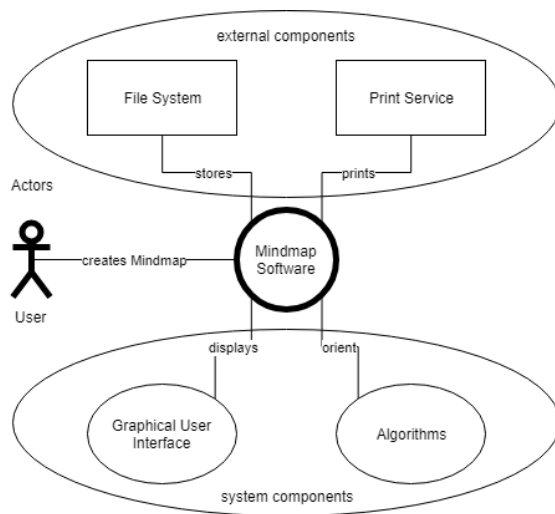 external components
File System
Print Service
stores
prints
Actors
creates Mindmap
Mindmap
Software
User
displays
orient
Graphical User
Interface
Algorithms
system components